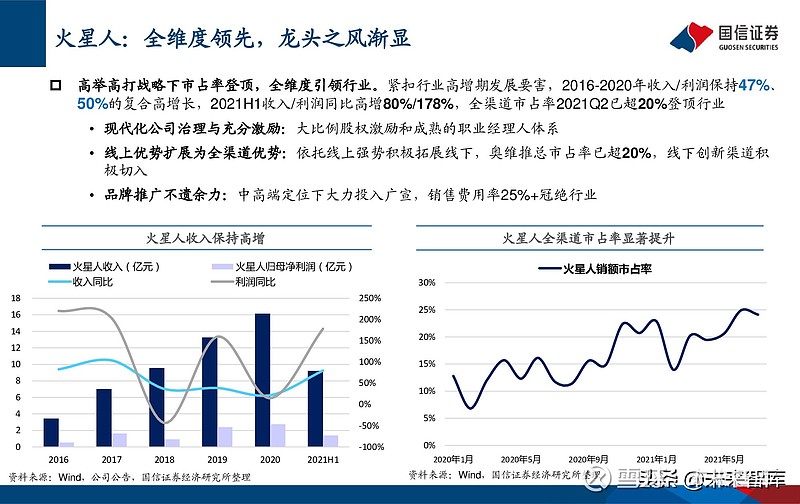 火星人：全维度领先，龙头之风渐显
国信证券
GUOSEN SECURITIES
高举高打战略下市占率登顶，全维度引领行业。紧扣行业高增期发展要害，2016-2020年收入/利润保持47%、
50%的复合高增长，2021H1收入/利润同比高增80%/178%，全渠道市占率2021Q2已超20%登顶行业
• 现代化公司治理与充分激励：大比例股权激励和成熟的职业经理人体系
• 线上优势扩展为全渠道优势：依托线上强势积极拓展线下，奥维推总市占率已超20%，线下创新渠道积
极切入
• 品牌推广不遗余力：中高端定位下大力投入广宣，销售费用率25%+冠绝行业
火星人收入保持高增
火星人收入（亿元）
火星人归母净利润（亿元）
收入同比
利润同比
18
16
14
12
10
8
6
4
2
0
250%
200%
150%
100%
50%
0%
-50%
-100%
2016 2017 2018 2019 2020 2021H1
资料来源：Wind，公司公告，国信证券经济研究所整理
火星人全渠道市占率显著提升
火星人销额市占率
30%
25%
20%
15%
10%
5%
0%
2020年1月 2020年5月 2020年9月 2021年1月 2021年5月
资料来源：Wind，国信证券经济研究所整理